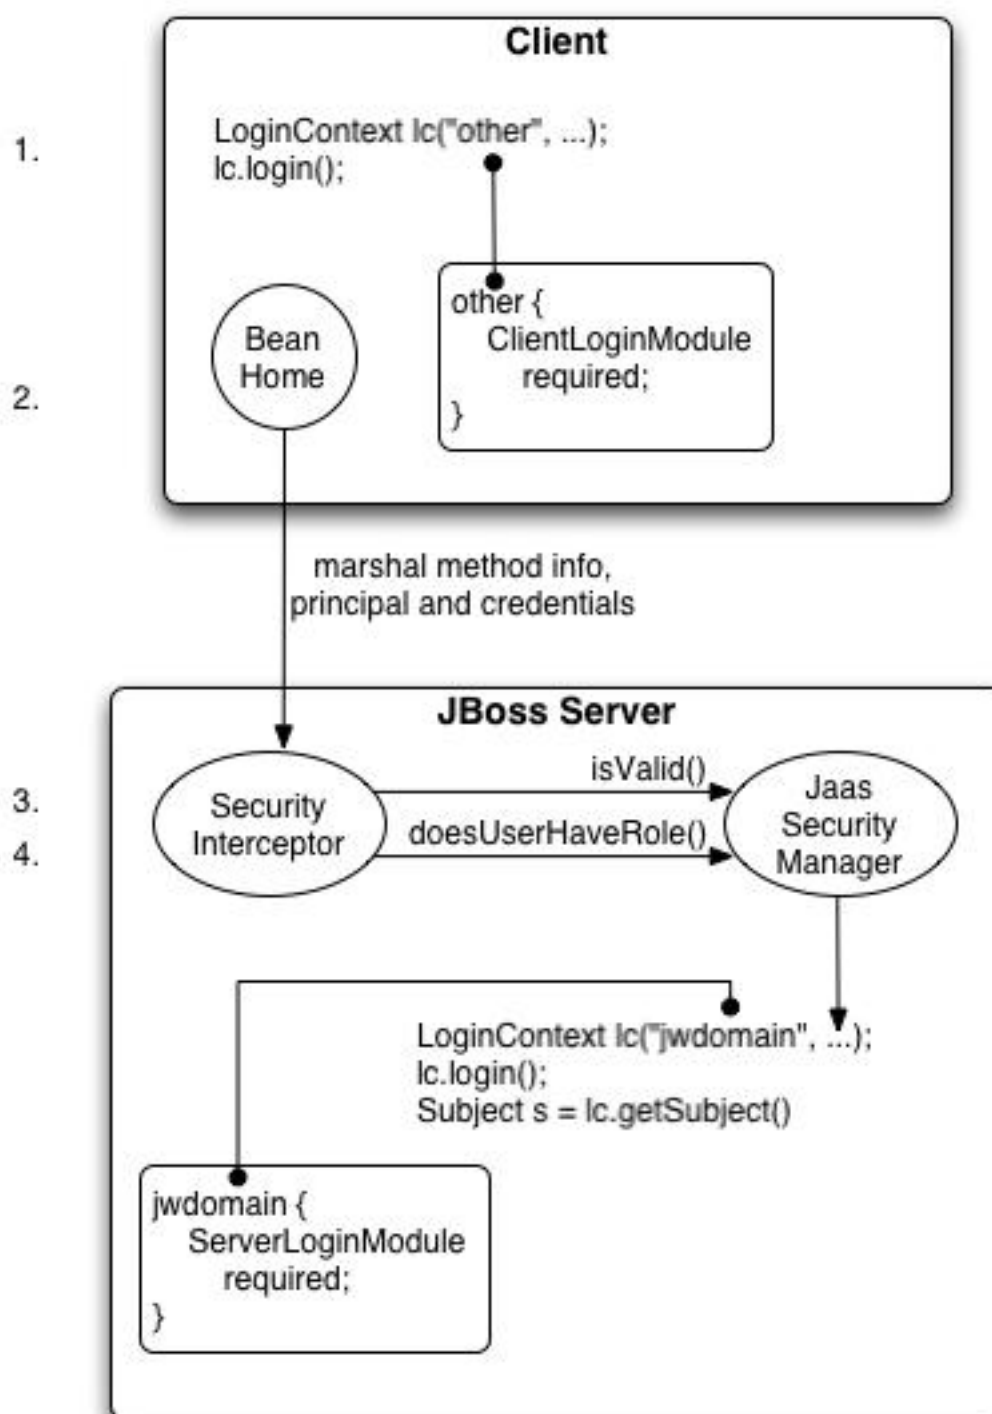 Client
1.
LoginContext lc("other", ...);
lc.login();
other {
ClientLoginModule
required;
}
Bean
Home
2.
marshal method info,
principal and credentials
JBoss Server
3.
4.
Security
Interceptor
isValid()
doesUserHaveRole()
Jaas
Security
Manager
LoginContext lc("jwdomain", ...);
lc.login();
Subject s = lc.getSubject()
jwdomain {
ServerLoginModule
required;
}